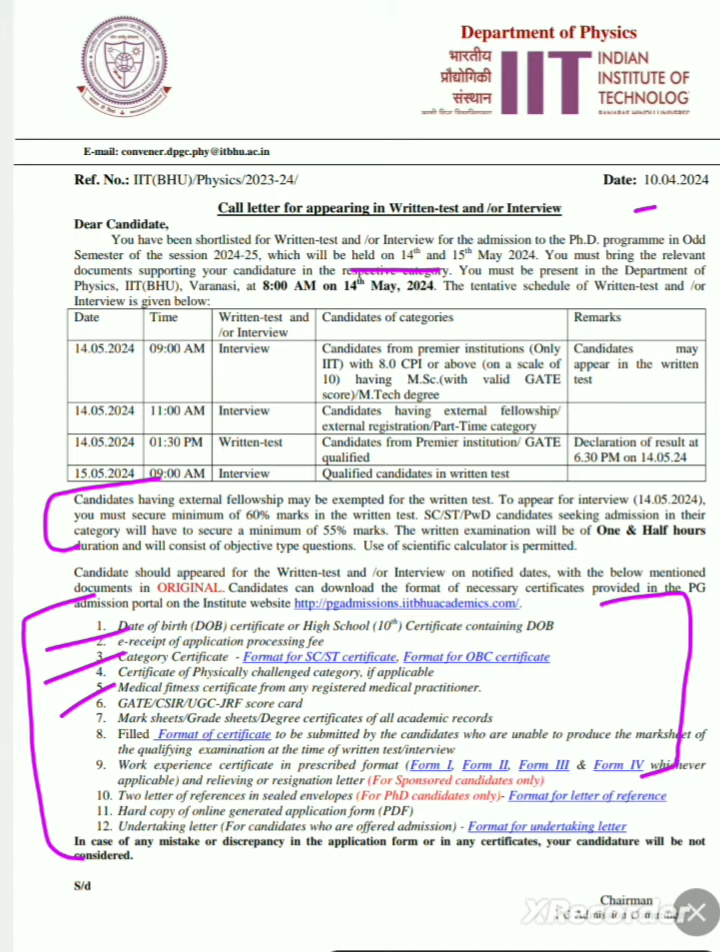 Department of Physics
भारतीय
प्रौद्योगिकी
संस्थान
IIT
INDIAN
INSTITUTE OF
TECHNOLOG
E-mail: convener.dpgc.phy@itbhu.ac.in
Ref. No.: IIT(BHU)/Physics/2023-24/ Date: 10.04.2024
Call letter for appearing in Written-test and /or Interview
Dear Candidate,
You have been shortlisted for Written-test and /or Interview for the admission to the Ph.D. programme in Odd
Semester of the session 2024-25, which will be held on 14th and 15th May 2024. You must bring the relevant
documents supporting your candidature in the respective category. You must be present in the Department of
Physics, IIT(BHU), Varanasi, at 8:00 AM on 14th May, 2024. The tentative schedule of Written-test and /or
Interview is given below:
Date Time Written-test and Candidates of categories Remarks
/or Interview
14.05.2024 09:00 AM Interview Candidates from premier institutions (Only Candidates may
IIT) with 8.0 CPI or above (on a scale of appear in the written
10) having M.Sc.(with valid GATE test
score)/M.Tech degree
14.05.2024 11:00 AM Interview Candidates having external fellowship/
external registration/Part-Time category
14.05.2024 01:30 PM Written-test Candidates from Premier institution/ GATE Declaration of result at
qualified 6.30 PM on 14.05.24
15.05.2024 09:00 AM Interview Qualified candidates in written test
Candidates having external fellowship may be exempted for the written test. To appear for interview (14.05.2024),
you must secure minimum of 60% marks in the written test. SC/ST/PwD candidates seeking admission in their
category will have to secure a minimum of 55% marks. The written examination will be of One & Half hours
duration and will consist of objective type questions. Use of scientific calculator is permitted.
Candidate should appeared for the Written-test and /or Interview on notified dates, with the below mentioned
documents in ORIGINAL. Candidates can download the format of necessary certificates provided in the PG
admission portal on the Institute website http://pgadmissions.iitbhuacademics.com/.
1. Date of birth (DOB) certificate or High School (10th) Certificate containing DOB
2. e-receipt of application processing fee
3. Category Certificate - Format for SC/ST certificate, Format for OBC certificate
4. Certificate of Physically challenged category, if applicable
5. Medical fitness certificate from any registered medical practitioner.
6. GATE/CSIR/UGC-JRF score card
7. Mark sheets/Grade sheets/Degree certificates of all academic records
8. Filled Format of certificate to be submitted by the candidates who are unable to produce the marksheet of
the qualifying examination at the time of written test/interview
9. Work experience certificate in prescribed format (Form I, Form II, Form III & Form IV whichever
applicable) and relieving or resignation letter (For Sponsored candidates only)
10. Two letter of references in sealed envelopes (For PhD candidates only)- Format for letter of reference
11. Hard copy of online generated application form (PDF)
12. Undertaking letter (For candidates who are offered admission) - Format for undertaking letter
In case of any mistake or discrepancy in the application form or in any certificates, your candidature will be not
considered.
S/d
Chairman
XRecorder